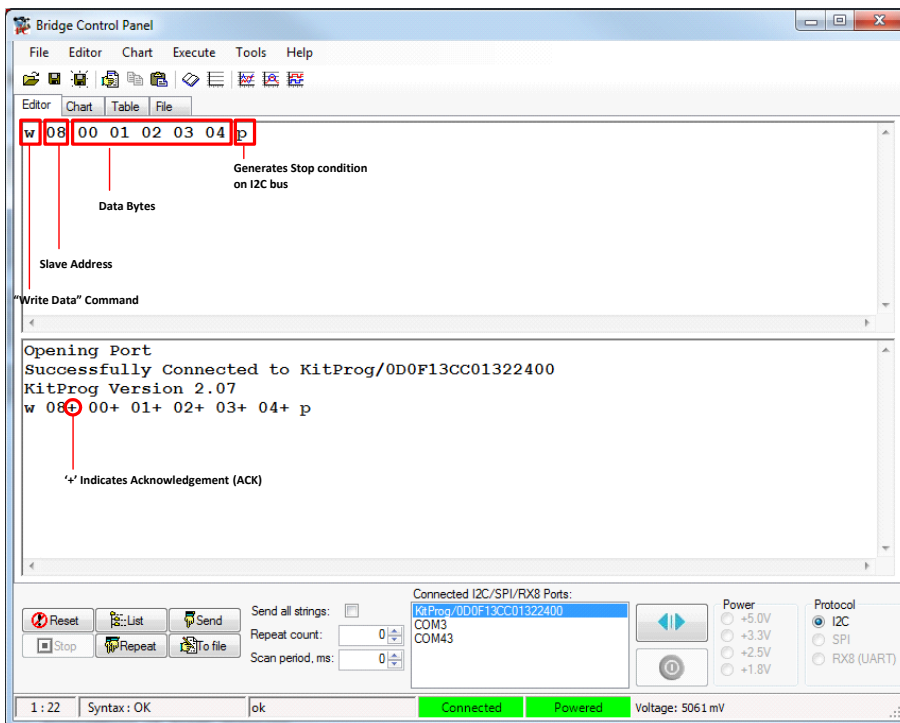 Bridge Control Panel
File Editor Chart Execute Tools Help
Editor Chart Table File
w 08 00 01 02 03 04 p
Generates Stop condition
on I2C bus
Data Bytes
Slave Address
“Write Data” Command
Opening Port
Successfully Connected to KitProg/0D0F13CC01322400
KitProg Version 2.07
w 08+ 00+ 01+ 02+ 03+ 04+ p
‘+’ Indicates Acknowledgement (ACK)
Connected I2C/SPI/RX8 Ports:
Reset List Send
Stop Repeat To file
Send all strings:
Repeat count: 0
Scan period, ms: 0
KitProg/0D0F13CC01322400
COM3
COM43
Power
+5.0V
+3.3V
+2.5V
+1.8V
Protocol
I2C
SPI
RX8 (UART)
1 : 22 Syntax : OK ok Connected Powered Voltage: 5061 mV